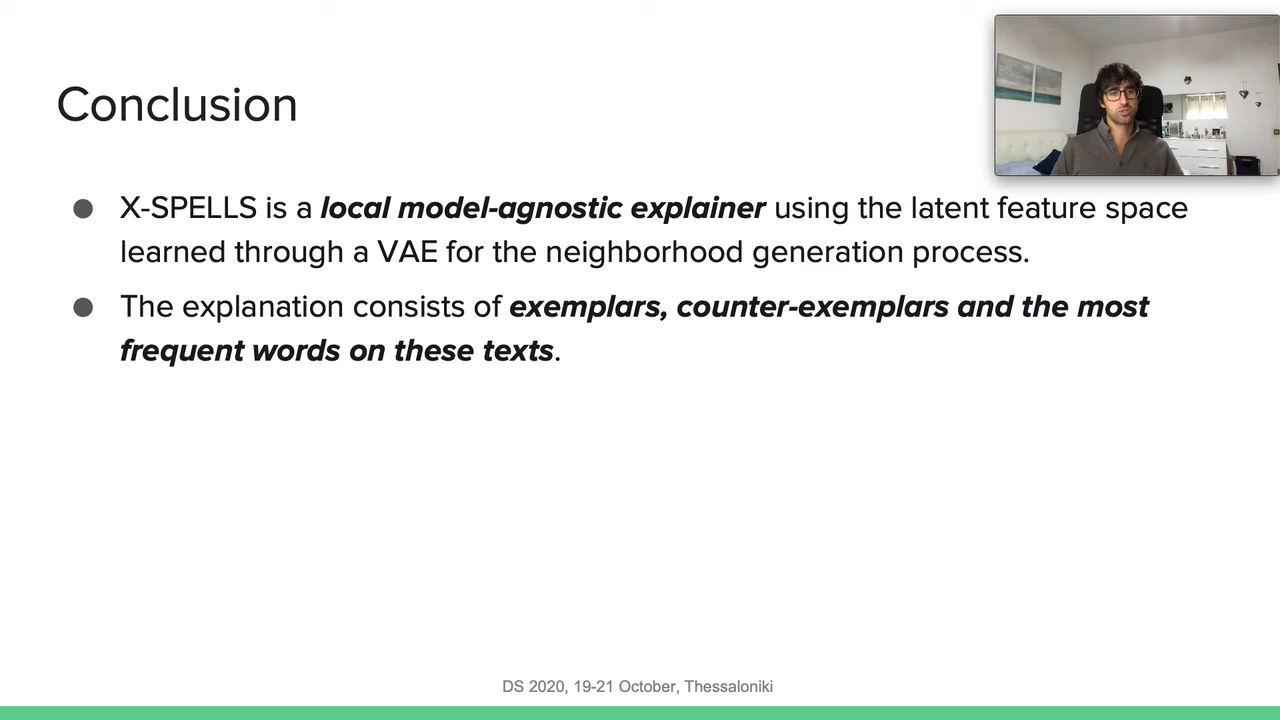 Conclusion
● X-SPELLS is a local model-agnostic explainer using the latent feature space
learned through a VAE for the neighborhood generation process.
● The explanation consists of exemplars, counter-exemplars and the most
frequent words on these texts.
DS 2020, 19-21 October, Thessaloniki